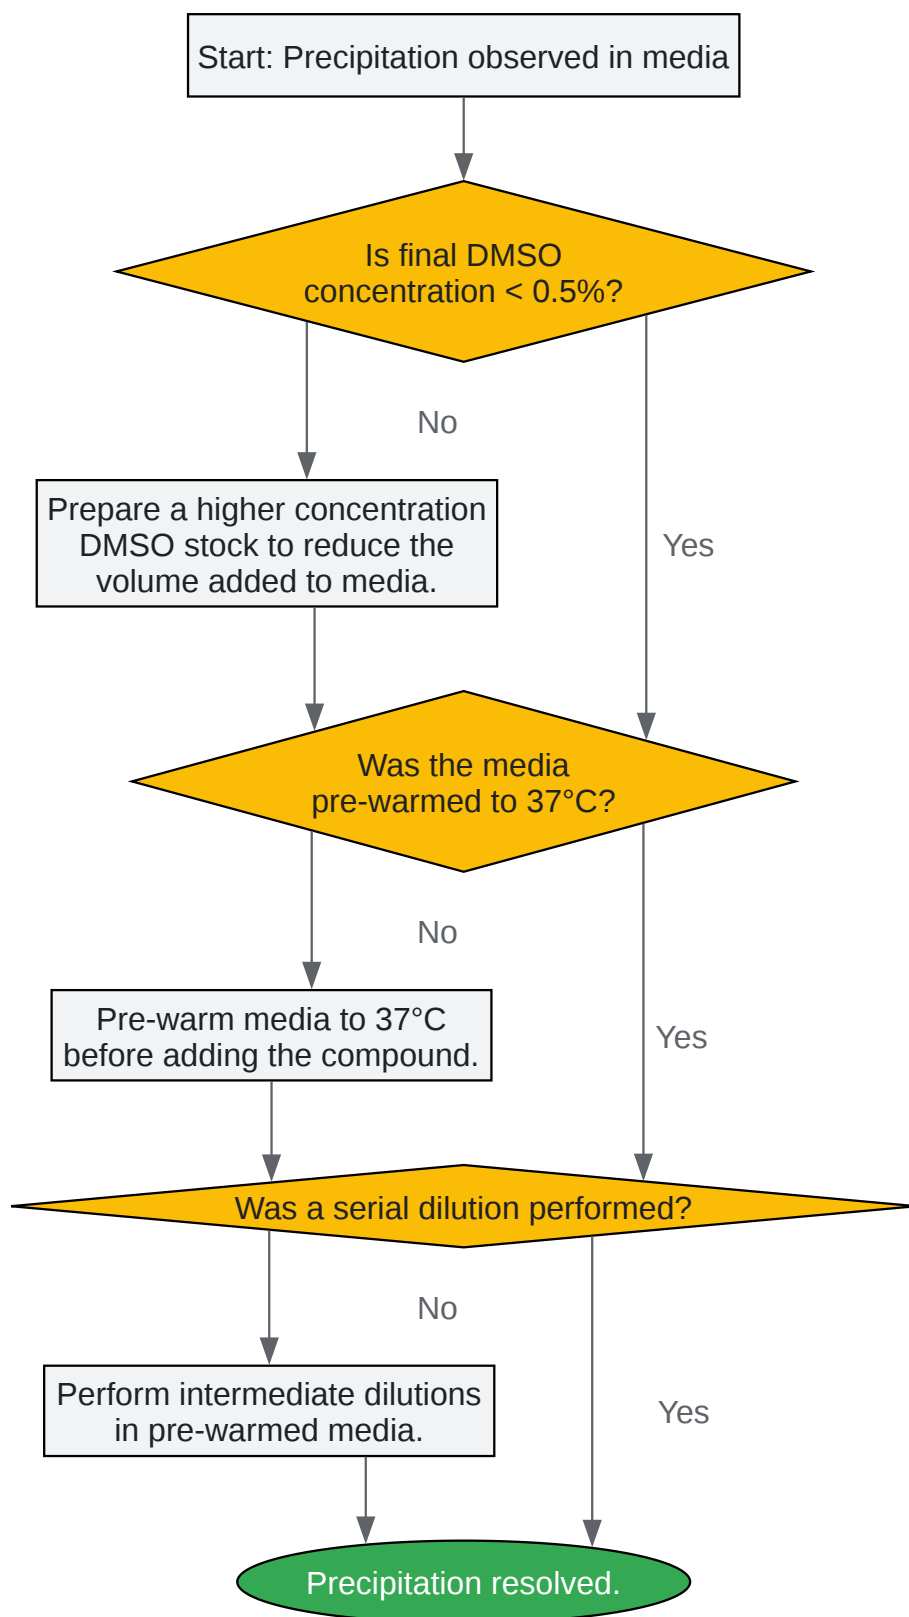 Start: Precipitation observed in media
Is final DMSO
concentration < 0.5%?
No
Prepare a higher concentration
DMSO stock to reduce the
volume added to media.
Yes
Was the media
pre-warmed to 37°C?
No
Pre-warm media to 37°C
before adding the compound.
Yes
Was a serial dilution performed?
No
Perform intermediate dilutions
in pre-warmed media.
Yes
Precipitation resolved.